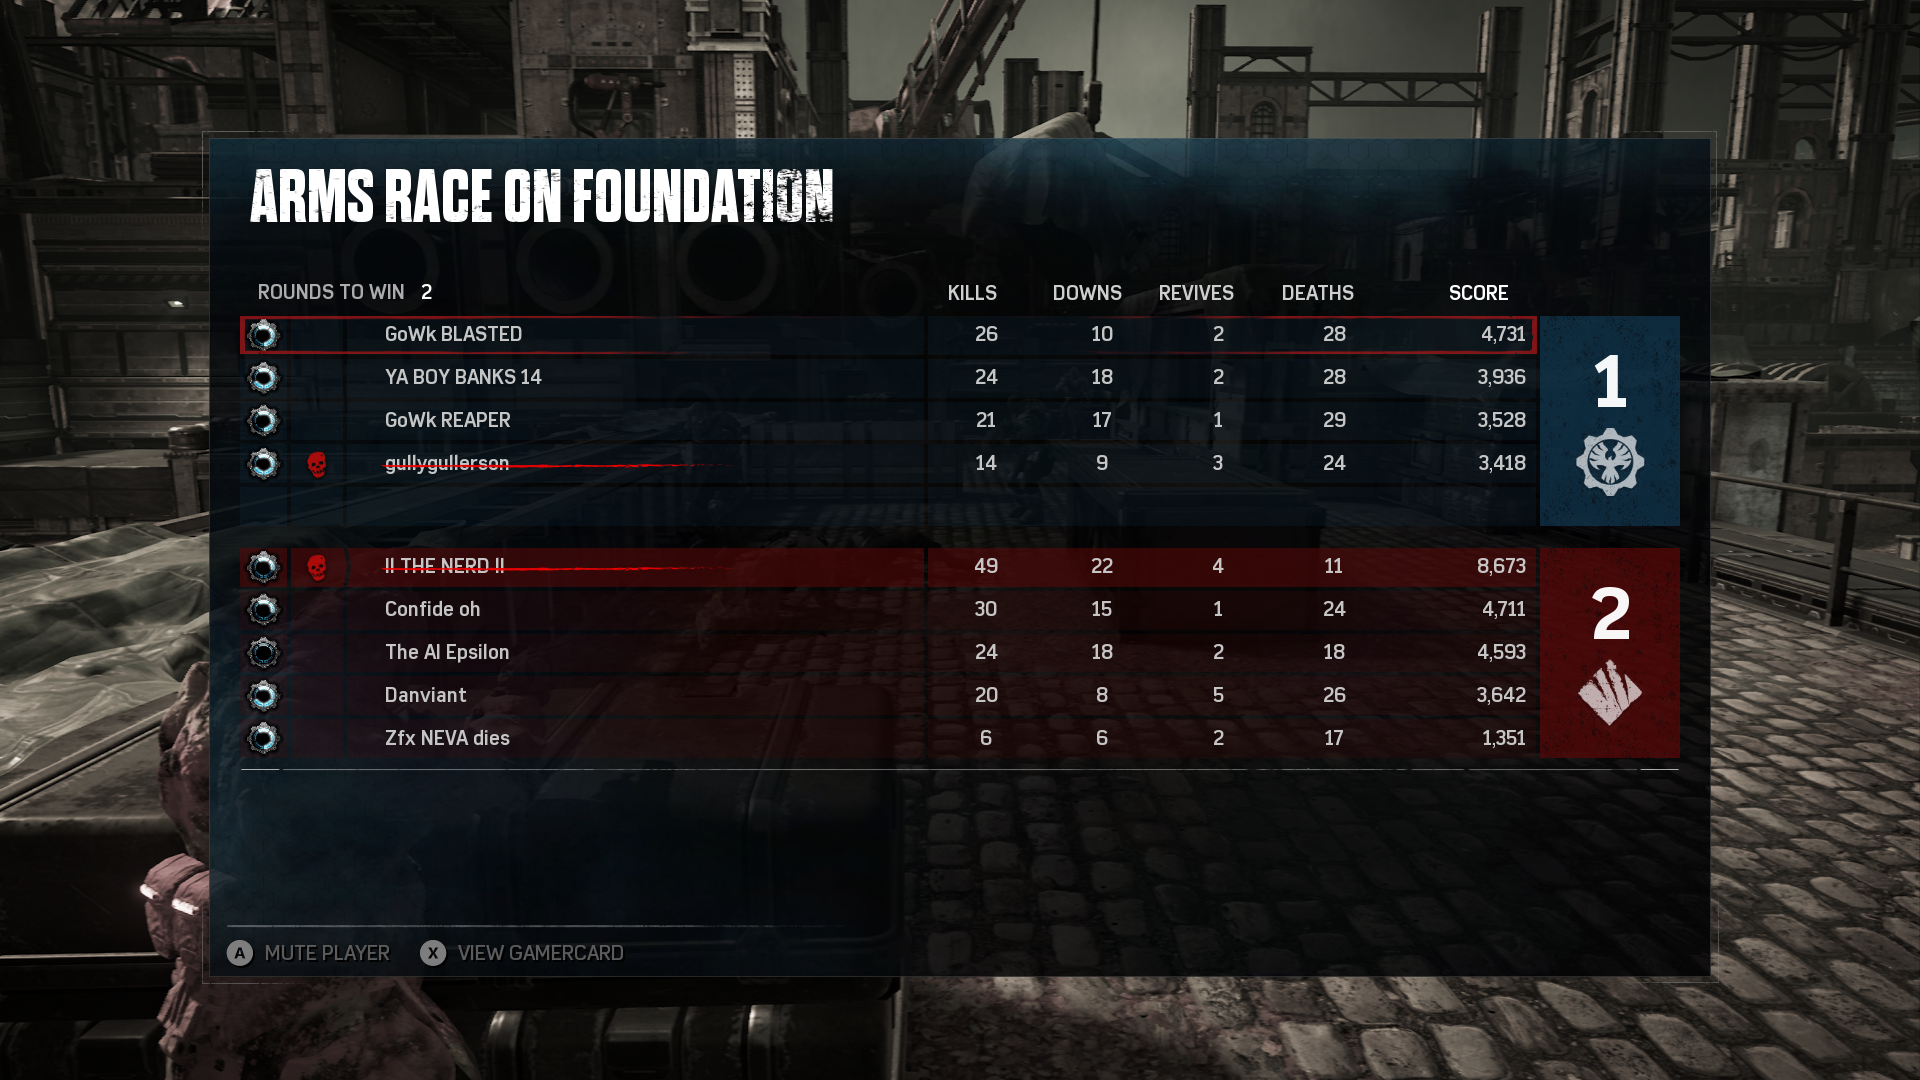 ARMS RACE ON FOUNDATION
ROUNDS TO WIN 2 KILLS DOWNS REVIVES DEATHS SCORE
GoWk BLASTED 26 10 2 28 4,731
YA BOY BANKS 14 24 18 2 28 3,936
GoWk REAPER 21 17 1 29 3,528
gullygullerson 14 9 3 24 3,418
1
II THE NERD II 49 22 4 11 8,673
Confide oh 30 15 1 24 4,711
The AI Epsilon 24 18 2 18 4,593
Danviant 20 8 5 26 3,642
Zfx NEVA dies 6 6 2 17 1,351
2
A MUTE PLAYER X VIEW GAMERCARD